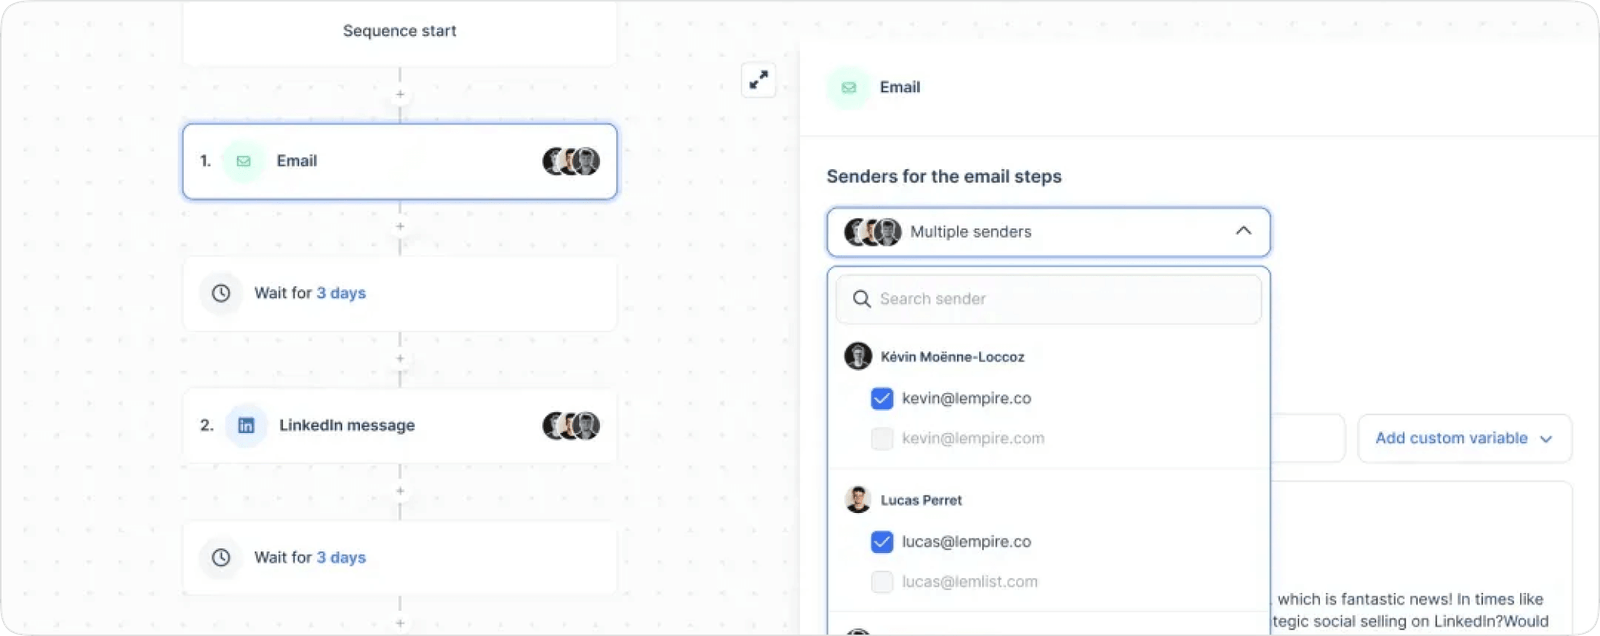 Sequence start
1. Email
Wait for 3 days
2. in LinkedIn message
Wait for 3 days
Email
Senders for the email steps
Multiple senders
Search sender
Kévin Moënne-Loccoz
kevin@lempire.co
kevin@lempire.com
Lucas Perret
lucas@lempire.co
lucas@lemlist.com
Add custom variable
which is fantastic news! In times like
tegic social selling on LinkedIn?Would